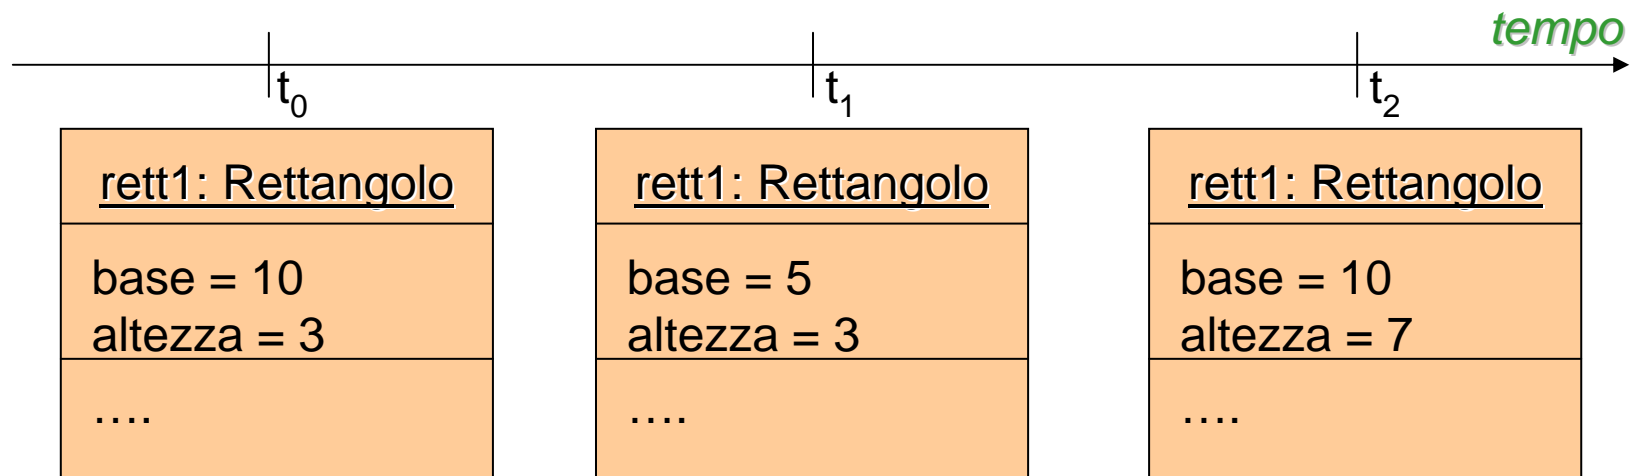 tempo
t0
t1
t2
rett1: Rettangolo
base = 10
altezza = 3
….
rett1: Rettangolo
base = 5
altezza = 3
….
rett1: Rettangolo
base = 10
altezza = 7
….